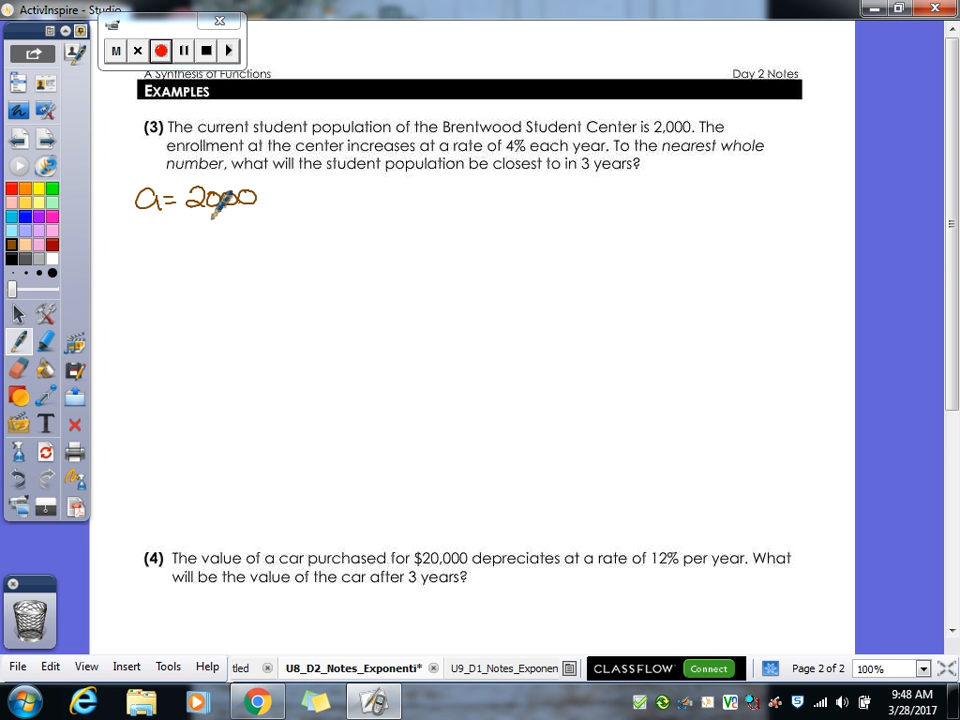 ActivInspire - Studio
M
A Synthesis of Functions
Day 2 Notes
EXAMPLES
(3) The current student population of the Brentwood Student Center is 2,000. The
enrollment at the center increases at a rate of 4% each year. To the nearest whole
number, what will the student population be closest to in 3 years?
a= 2000
(4) The value of a car purchased for $20,000 depreciates at a rate of 12% per year. What
will be the value of the car after 3 years?
File Edit View Insert Tools Help
tled
U8_D2_Notes_Exponenti*
U9_D1_Notes_Exponen
CLASSFLOW
Connect
Page 2 of 2
100%
9:48 AM
3/28/2017